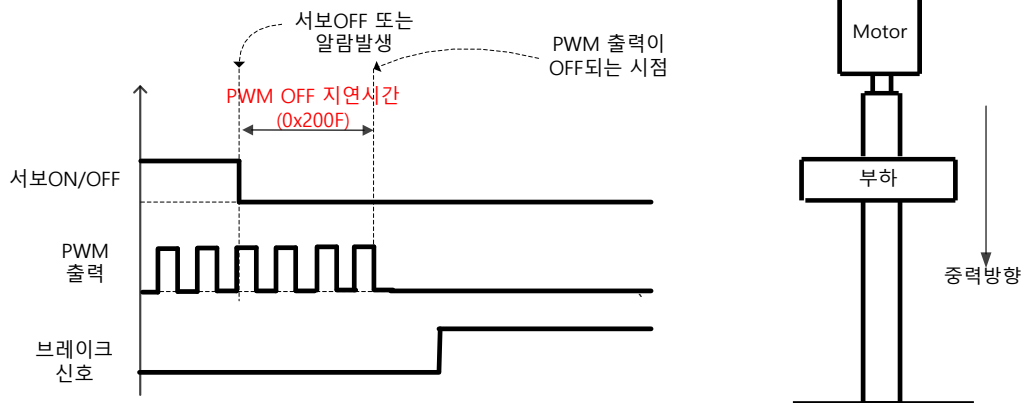 서보OFF 또는
알람발생
PWM 출력이
OFF되는 시점
PWM OFF 지연시간
(0x200F)
서보ON/OFF
PWM
출력
브레이크
신호
Motor
부하
중력방향